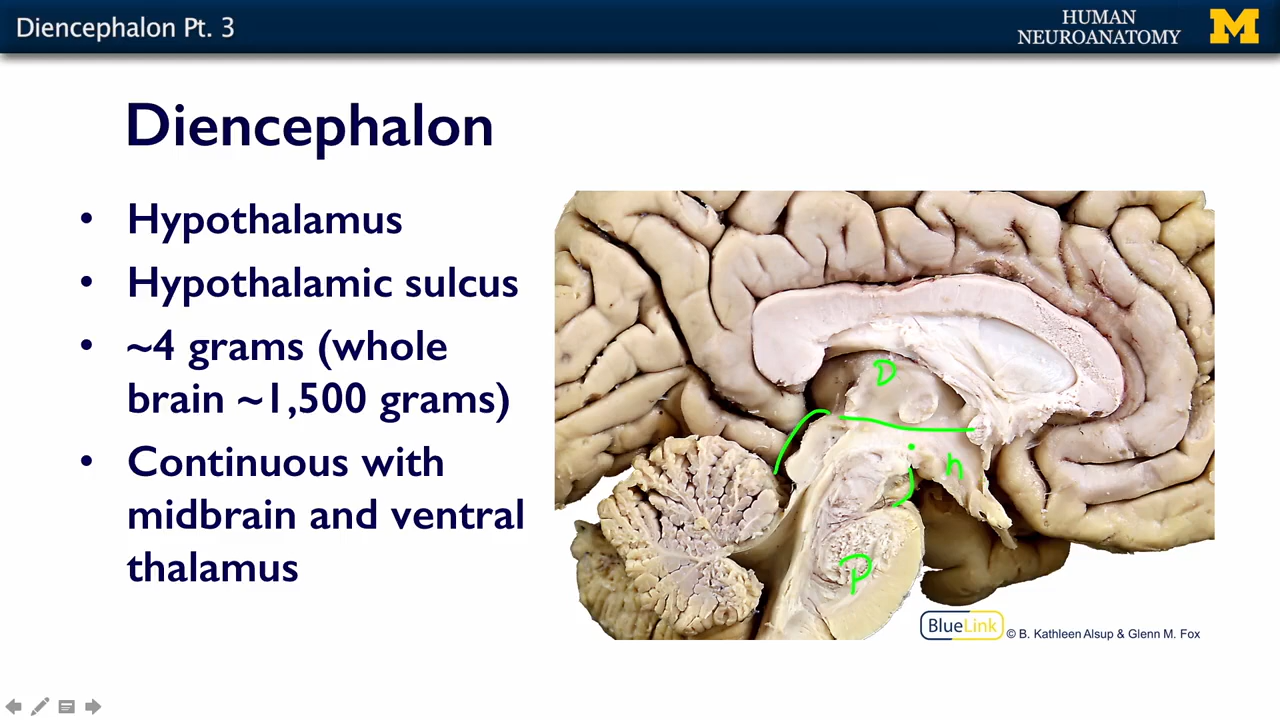 Diencephalon Pt. 3
HUMAN
NEUROANATOMY
M
Diencephalon
• Hypothalamus
• Hypothalamic sulcus
• ~4 grams (whole
brain ~1,500 grams)
• Continuous with
midbrain and ventral
thalamus
D
h
P
BlueLink
© B. Kathleen Alsup & Glenn M. Fox